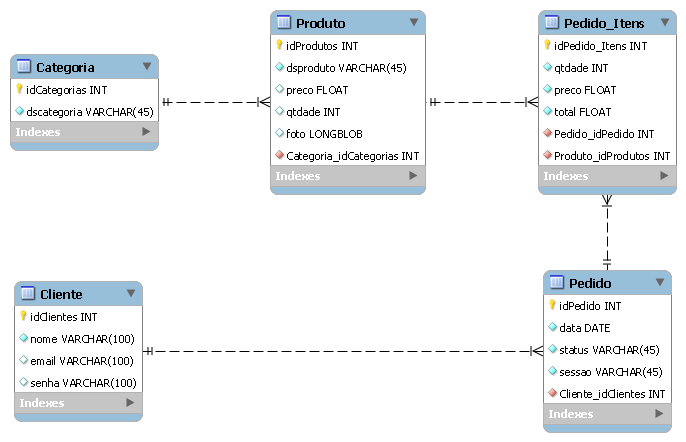 Categoria
idCategorias INT
dscategoria VARCHAR(45)
Indexes
Produto
idProdutos INT
dsproduto VARCHAR(45)
preco FLOAT
qtdade INT
foto LONGBLOB
Categoria_idCategorias INT
Indexes
Pedido_Itens
idPedido_Itens INT
qtdade INT
preco FLOAT
total FLOAT
Pedido_idPedido INT
Produto_idProdutos INT
Indexes
Cliente
idClientes INT
nome VARCHAR(100)
email VARCHAR(100)
senha VARCHAR(100)
Indexes
Pedido
idPedido INT
data DATE
status VARCHAR(45)
sessao VARCHAR(45)
Cliente_idClientes INT
Indexes